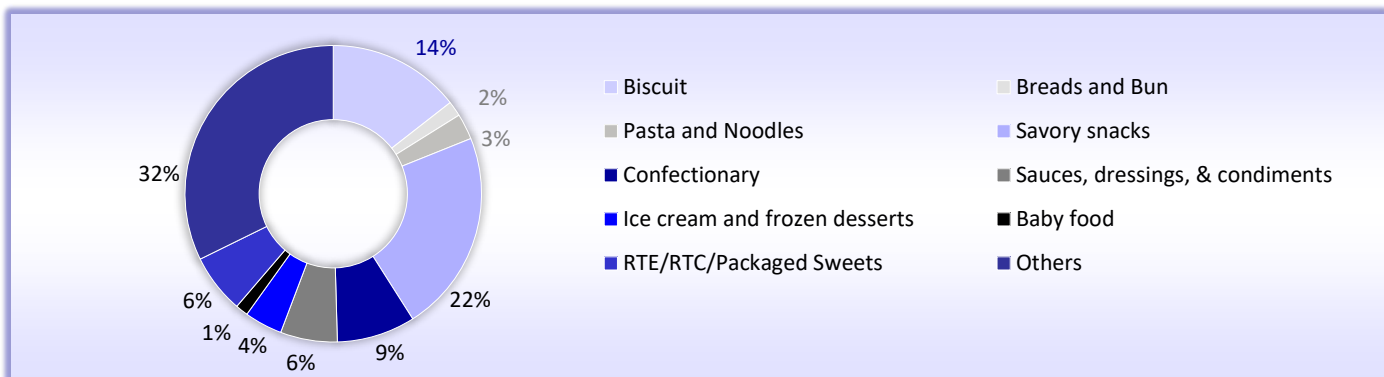 14%
2%
3%
22%
9%
6%
4%
1%
6%
32%
Biscuit
Breads and Bun
Pasta and Noodles
Savory snacks
Confectionary
Sauces, dressings, & condiments
Ice cream and frozen desserts
Baby food
RTE/RTC/Packaged Sweets
Others